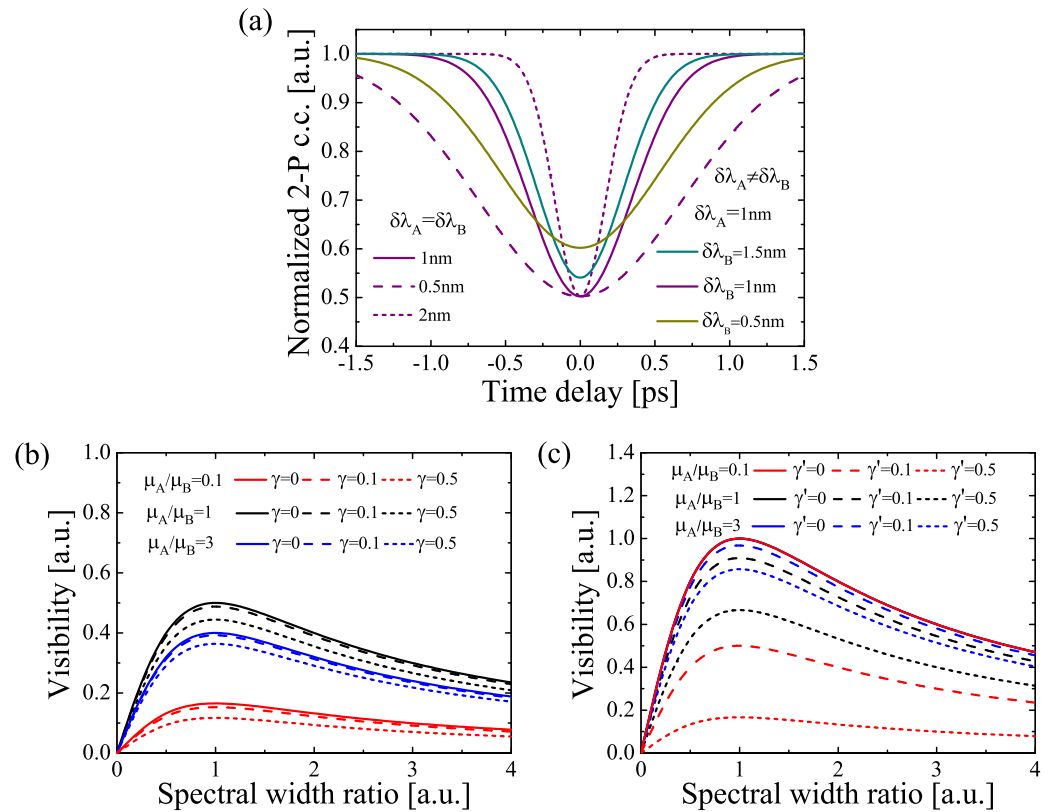 (a)
Normalized 2-P c.c. [a.u.]
1.0
0.9
0.8
0.7
0.6
0.5
0.4
δλA=δλB
1nm
0.5nm
2nm
δλA≠δλB
δλA=1nm
δλB=1.5nm
δλB=1nm
δλB=0.5nm
-1.5 -1.0 -0.5 0.0 0.5 1.0 1.5
Time delay [ps]
(b)
Visibility [a.u.]
1.0
0.8
0.6
0.4
0.2
0.0
μA/μB=0.1 γ=0 γ=0.1 γ=0.5
μA/μB=1 γ=0 γ=0.1 γ=0.5
μA/μB=3 γ=0 γ=0.1 γ=0.5
0 1 2 3 4
Spectral width ratio [a.u.]
(c)
Visibility [a.u.]
1.4
1.2
1.0
0.8
0.6
0.4
0.2
0.0
μA/μB=0.1 γ'=0 γ'=0.1 γ'=0.5
μA/μB=1 γ'=0 γ'=0.1 γ'=0.5
μA/μB=3 γ'=0 γ'=0.1 γ'=0.5
0 1 2 3 4
Spectral width ratio [a.u.]